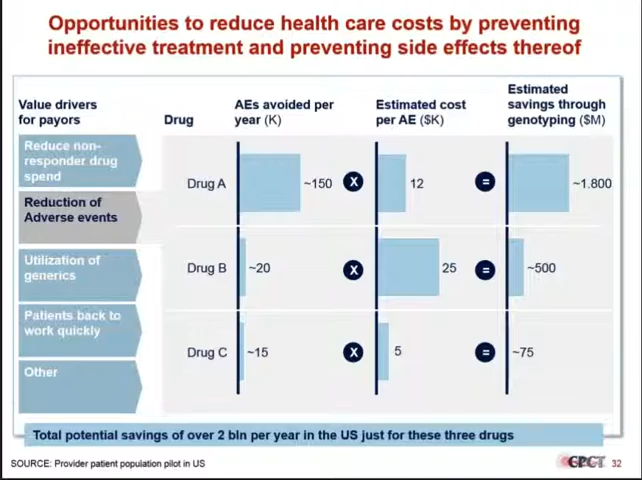 Opportunities to reduce health care costs by preventing
ineffective treatment and preventing side effects thereof
Value drivers
for payors
Drug
AEs avoided per
year (K)
Estimated cost
per AE ($K)
Estimated
savings through
genotyping ($M)
Reduce non-
responder drug
spend
Reduction of
Adverse events
Utilization of
generics
Patients back to
work quickly
Other
Drug A
~150
X
12
=
~1.800
Drug B
~20
X
25
=
~500
Drug C
~15
X
5
=
~75
Total potential savings of over 2 bln per year in the US just for these three drugs
SOURCE: Provider patient population pilot in US
CPCT
32